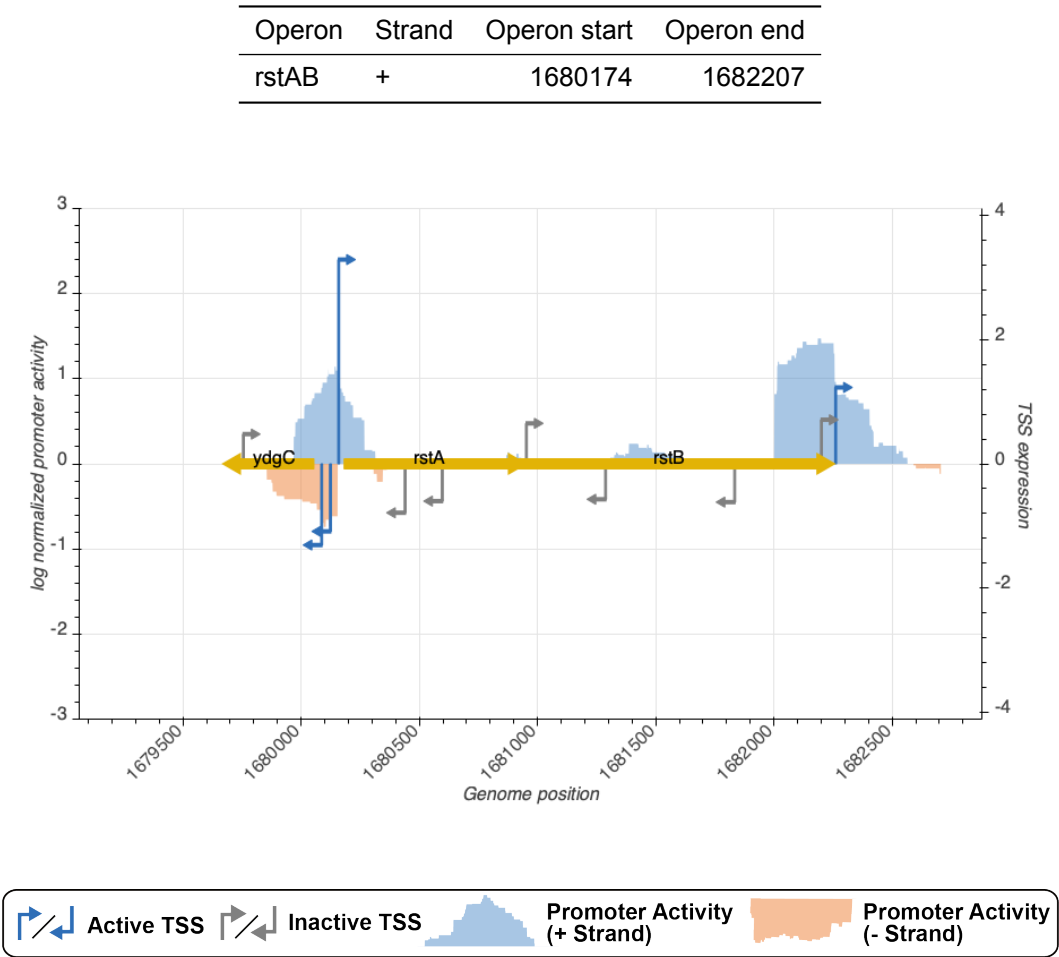 Operon Strand Operon start Operon end
rstAB + 1680174 1682207
3
2
1
0
-1
-2
-3
log normalized promoter activity
4
2
0
-2
-4
TSS expression
ydgC rstA rstB
1679500 1680000 1680500 1681000 1681500 1682000 1682500
Genome position
Active TSS
Inactive TSS
Promoter Activity
(+ Strand)
Promoter Activity
(- Strand)